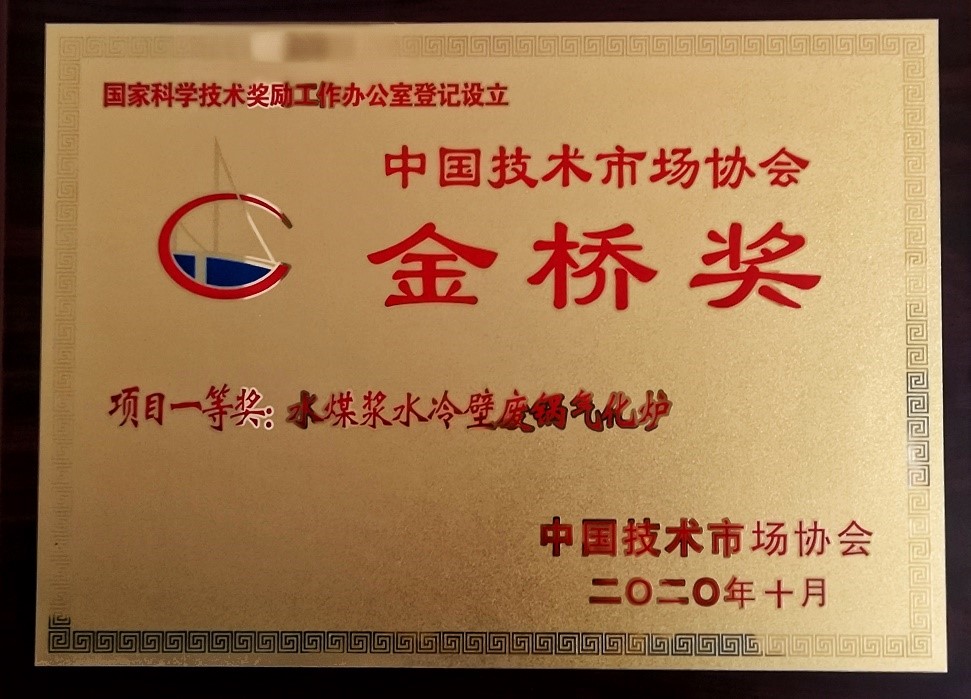 国家科学技术奖励工作办公室登记设立
中国技术市场协会
金桥奖
项目一等奖：水煤浆水冷壁废锅气化炉
中国技术市场协会
二〇二〇年十月